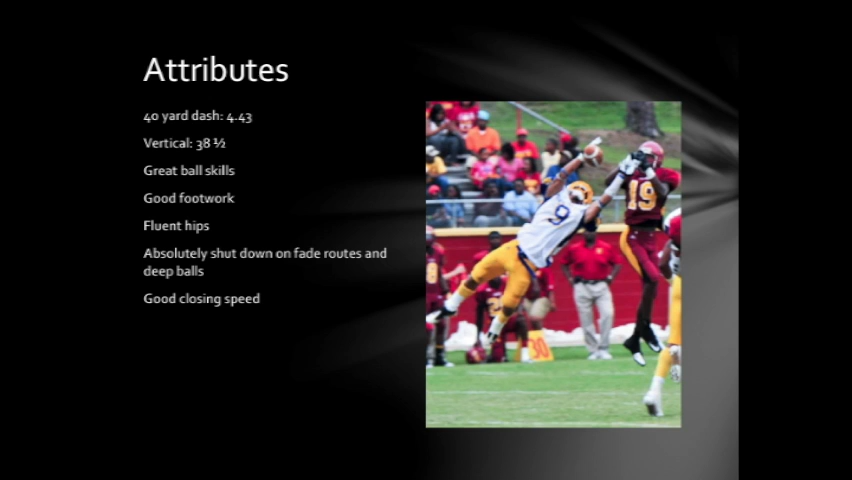 Attributes
40 yard dash: 4.43
Vertical: 38 ½
Great ball skills
Good footwork
Fluent hips
Absolutely shut down on fade routes and
deep balls
Good closing speed
9
19
30